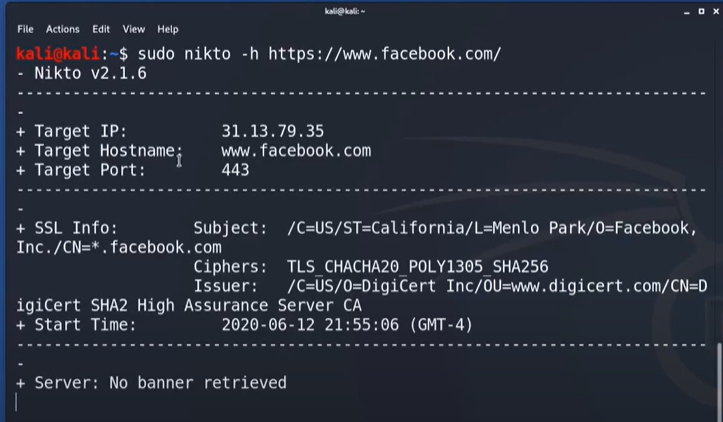 kali@kali: ~
File Actions Edit View Help
kali@kali:~$ sudo nikto -h https://www.facebook.com/
- Nikto v2.1.6
---------------------------------------------------------------------------
-
+ Target IP: 31.13.79.35
+ Target Hostname: www.facebook.com
+ Target Port: 443
---------------------------------------------------------------------------
-
+ SSL Info: Subject: /C=US/ST=California/L=Menlo Park/O=Facebook,
Inc./CN=*.facebook.com
Ciphers: TLS_CHACHA20_POLY1305_SHA256
Issuer: /C=US/O=DigiCert Inc/OU=www.digicert.com/CN=D
igiCert SHA2 High Assurance Server CA
+ Start Time: 2020-06-12 21:55:06 (GMT-4)
---------------------------------------------------------------------------
-
+ Server: No banner retrieved